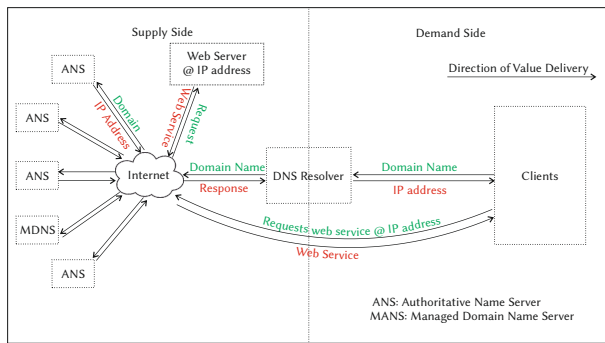 Supply Side
Demand Side
ANS
Web Server
@ IP address
Direction of Value Delivery
Domain
IP Address
Web Service
Request
ANS
ANS
Internet
Domain Name
Response
DNS Resolver
Domain Name
IP address
Clients
MDNS
Requests web service @ IP address
Web Service
ANS
ANS: Authoritative Name Server
MANS: Managed Domain Name Server